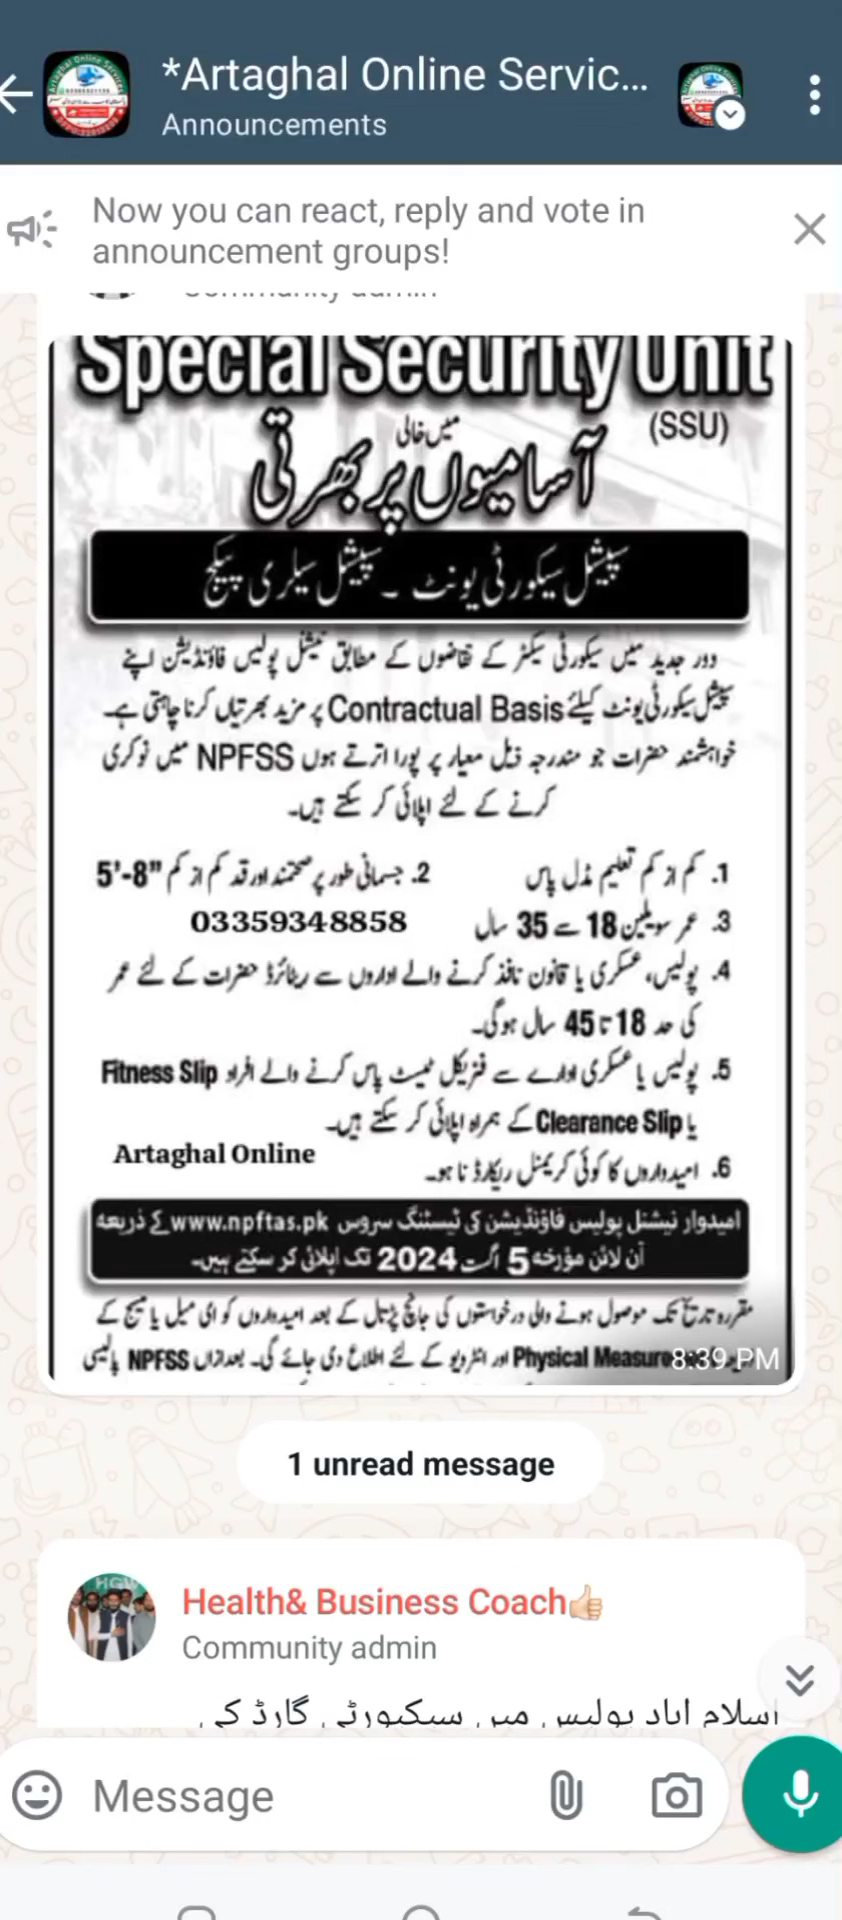 *Artaghal Online Servic...
Announcements
Now you can react, reply and vote in
announcement groups!
Community admin
Special Security Unit
(SSU)
میں خالی
آسامیوں پر بھرتی
سپیشل سیکورٹی یونٹ ۔ سپیشل سیلری پیکج
دور جدید میں سیکورٹی سیکٹر کے تقاضوں کے مطابق نیشنل پولیس فاؤنڈیشن اپنے
سپیشل سیکورٹی یونٹ کیلئے Contractual Basis پر مزید بھرتیاں کرنا چاہتی ہے۔
خواہشمند حضرات جو مندرجہ ذیل معیار پر پورا اترتے ہوں NPFSS میں نوکری
کرنے کے لئے اپلائی کر سکتے ہیں۔
1. کم از کم تعلیم مڈل پاس 2. جسمانی طور پر صحتمند اور قد کم از کم "8-'5
3. عمر سویلین 18 سے 35 سال 03359348858
4. پولیس، عسکری یا قانون نافذ کرنے والے اداروں سے ریٹائرڈ حضرات کے لئے عمر
کی حد 18 تا 45 سال ہوگی۔
5. پولیس یا عسکری ادارے سے فزیکل ٹیسٹ پاس کرنے والے افراد Fitness Slip
یا Clearance Slip کے ہمراہ اپلائی کر سکتے ہیں۔
6. امیدواروں کا کوئی کریمنل ریکارڈ نا ہو۔ Artaghal Online
امیدوار نیشنل پولیس فاؤنڈیشن کی ٹیسٹنگ سروس www.npftas.pk کے ذریعہ
آن لائن مؤرخہ 5 اگست 2024 تک اپلائی کر سکتے ہیں۔
مقررہ تاریخ تک موصول ہونے والی درخواستوں کی جانچ پڑتال کے بعد امیدواروں کو ای میل یا میسج کے
Physical Measure اور انٹرویو کے لئے اطلاع دی جائے گی۔ بعدازاں NPFSS پالیسی
8:39 PM
1 unread message
Health& Business Coach👍🏻
Community admin
اسلام اباد پولیس میں سیکیورٹی گارڈ کی
Message